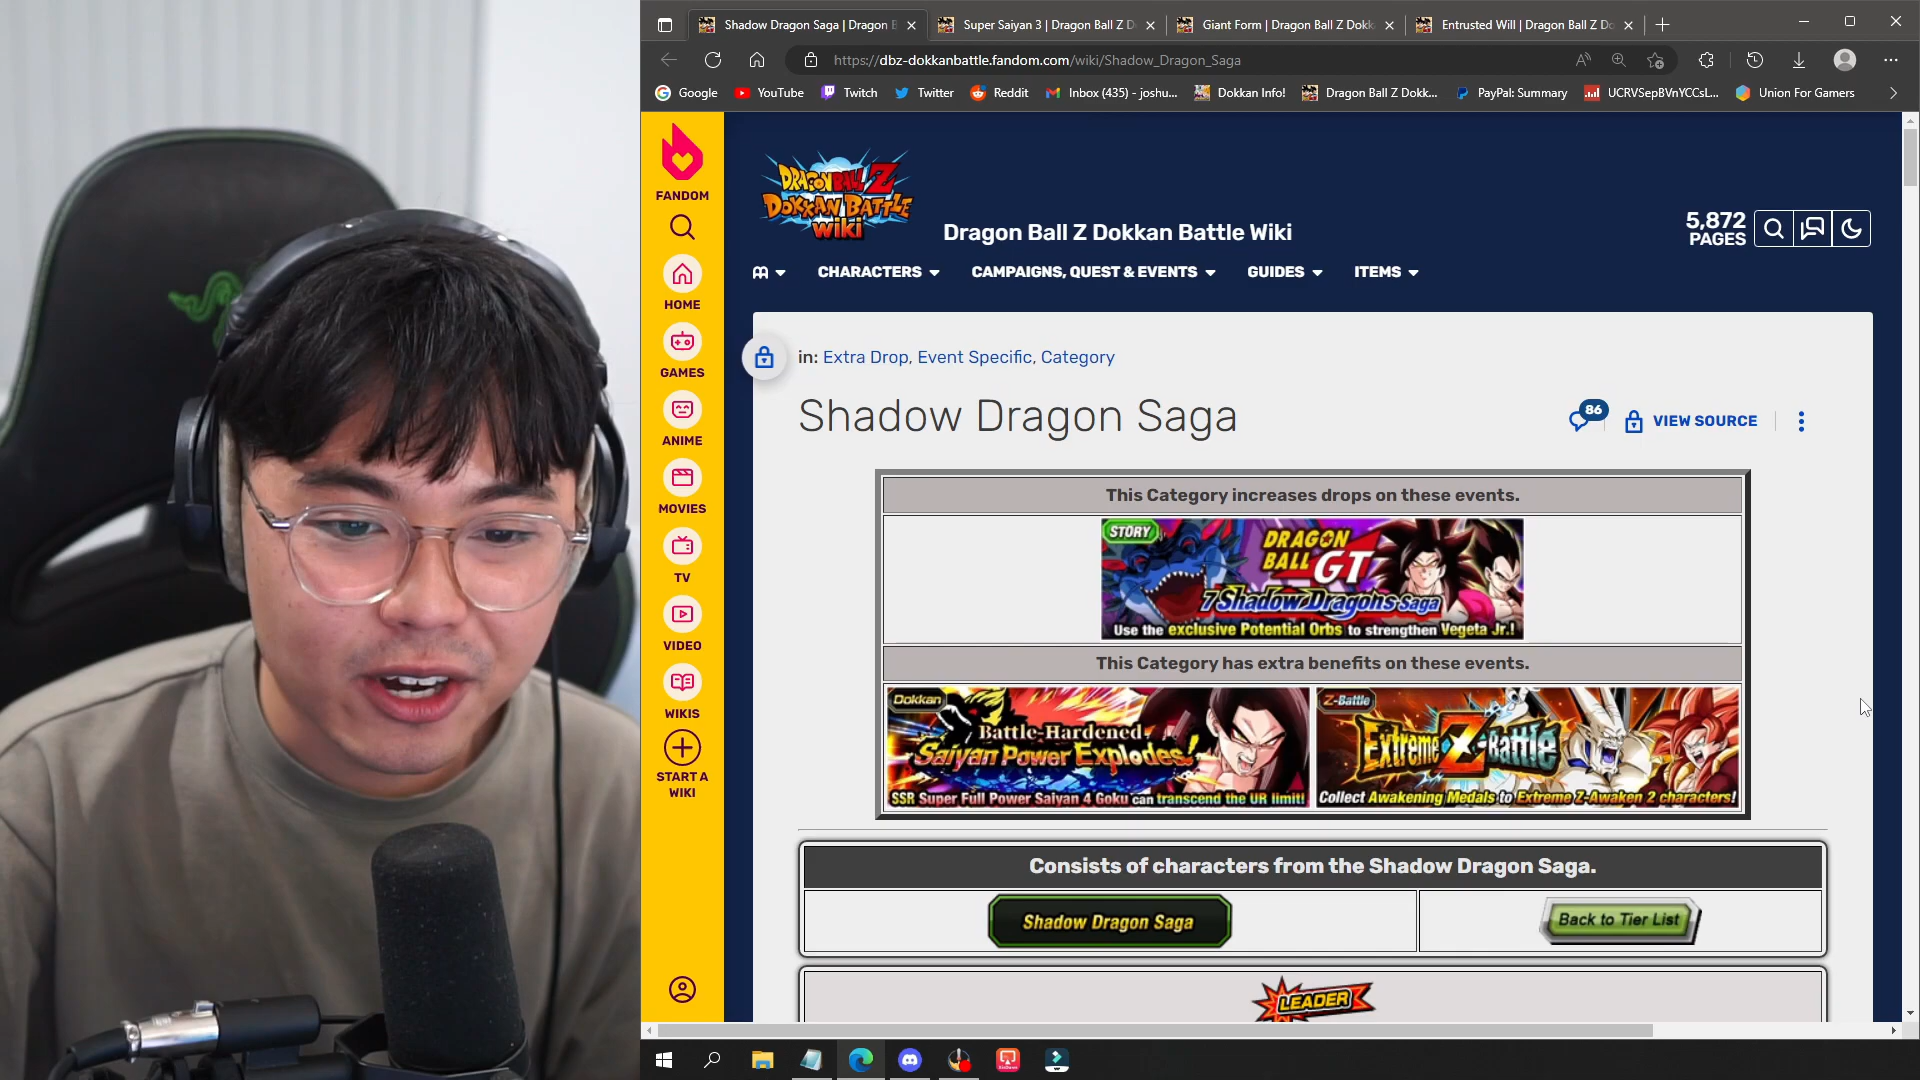 Shadow Dragon Saga | Dragon B
Super Saiyan 3 | Dragon Ball Z D
Giant Form | Dragon Ball Z Dokk
Entrusted Will | Dragon Ball Z Do
https://dbz-dokkanbattle.fandom.com/wiki/Shadow_Dragon_Saga
Google
YouTube
Twitch
Twitter
Reddit
Inbox (435) - joshu...
Dokkan Info!
Dragon Ball Z Dokk...
PayPal: Summary
UCRVSepBVnYCCsL...
Union For Gamers
FANDOM
HOME
GAMES
ANIME
MOVIES
TV
VIDEO
WIKIS
START A
WIKI
DRAGON BALL Z
DOKKAN BATTLE
wiki
Dragon Ball Z Dokkan Battle Wiki
5,872
PAGES
CHARACTERS
CAMPAIGNS, QUEST & EVENTS
GUIDES
ITEMS
in: Extra Drop, Event Specific, Category
Shadow Dragon Saga
86
VIEW SOURCE
This Category increases drops on these events.
STORY
DRAGON
BALL GT
7 Shadow Dragons Saga
Use the exclusive Potential Orbs to strengthen Vegeta Jr.!
This Category has extra benefits on these events.
Dokkan
Battle-Hardened
Saiyan Power Explodes!
SSR Super Full Power Saiyan 4 Goku can transcend the UR limit!
Z-Battle
Extreme Z-Battle
Collect Awakening Medals to Extreme Z-Awaken 2 characters!
Consists of characters from the Shadow Dragon Saga.
Shadow Dragon Saga
Back to Tier List
LEADER